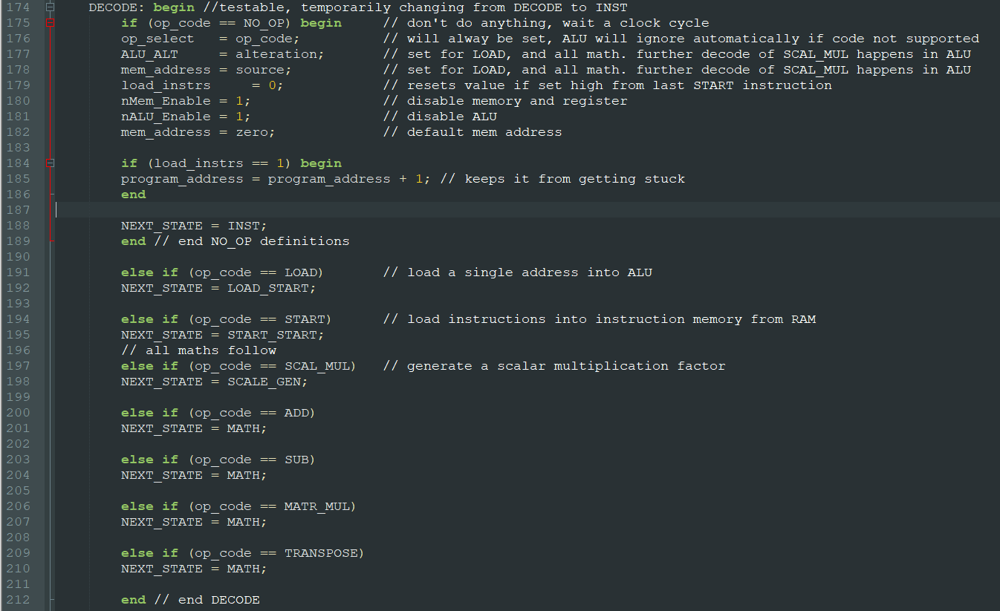 174 DECODE: begin //testable, temporarily changing from DECODE to INST
175 if (op_code == NO_OP) begin // don't do anything, wait a clock cycle
176 op_select = op_code; // will alway be set, ALU will ignore automatically if code not supported
177 ALU_ALT = alteration; // set for LOAD, and all math. further decode of SCAL_MUL happens in ALU
178 mem_address = source; // set for LOAD, and all math. further decode of SCAL_MUL happens in ALU
179 load_instrs = 0; // resets value if set high from last START instruction
180 nMem_Enable = 1; // disable memory and register
181 nALU_Enable = 1; // disable ALU
182 mem_address = zero; // default mem address
183
184 if (load_instrs == 1) begin
185 program_address = program_address + 1; // keeps it from getting stuck
186 end
187
188 NEXT_STATE = INST;
189 end // end NO_OP definitions
190
191 else if (op_code == LOAD) // load a single address into ALU
192 NEXT_STATE = LOAD_START;
193
194 else if (op_code == START) // load instructions into instruction memory from RAM
195 NEXT_STATE = START_START;
196 // all maths follow
197 else if (op_code == SCAL_MUL) // generate a scalar multiplication factor
198 NEXT_STATE = SCALE_GEN;
199
200 else if (op_code == ADD)
201 NEXT_STATE = MATH;
202
203 else if (op_code == SUB)
204 NEXT_STATE = MATH;
205
206 else if (op_code == MATR_MUL)
207 NEXT_STATE = MATH;
208
209 else if (op_code == TRANSPOSE)
210 NEXT_STATE = MATH;
211
212 end // end DECODE